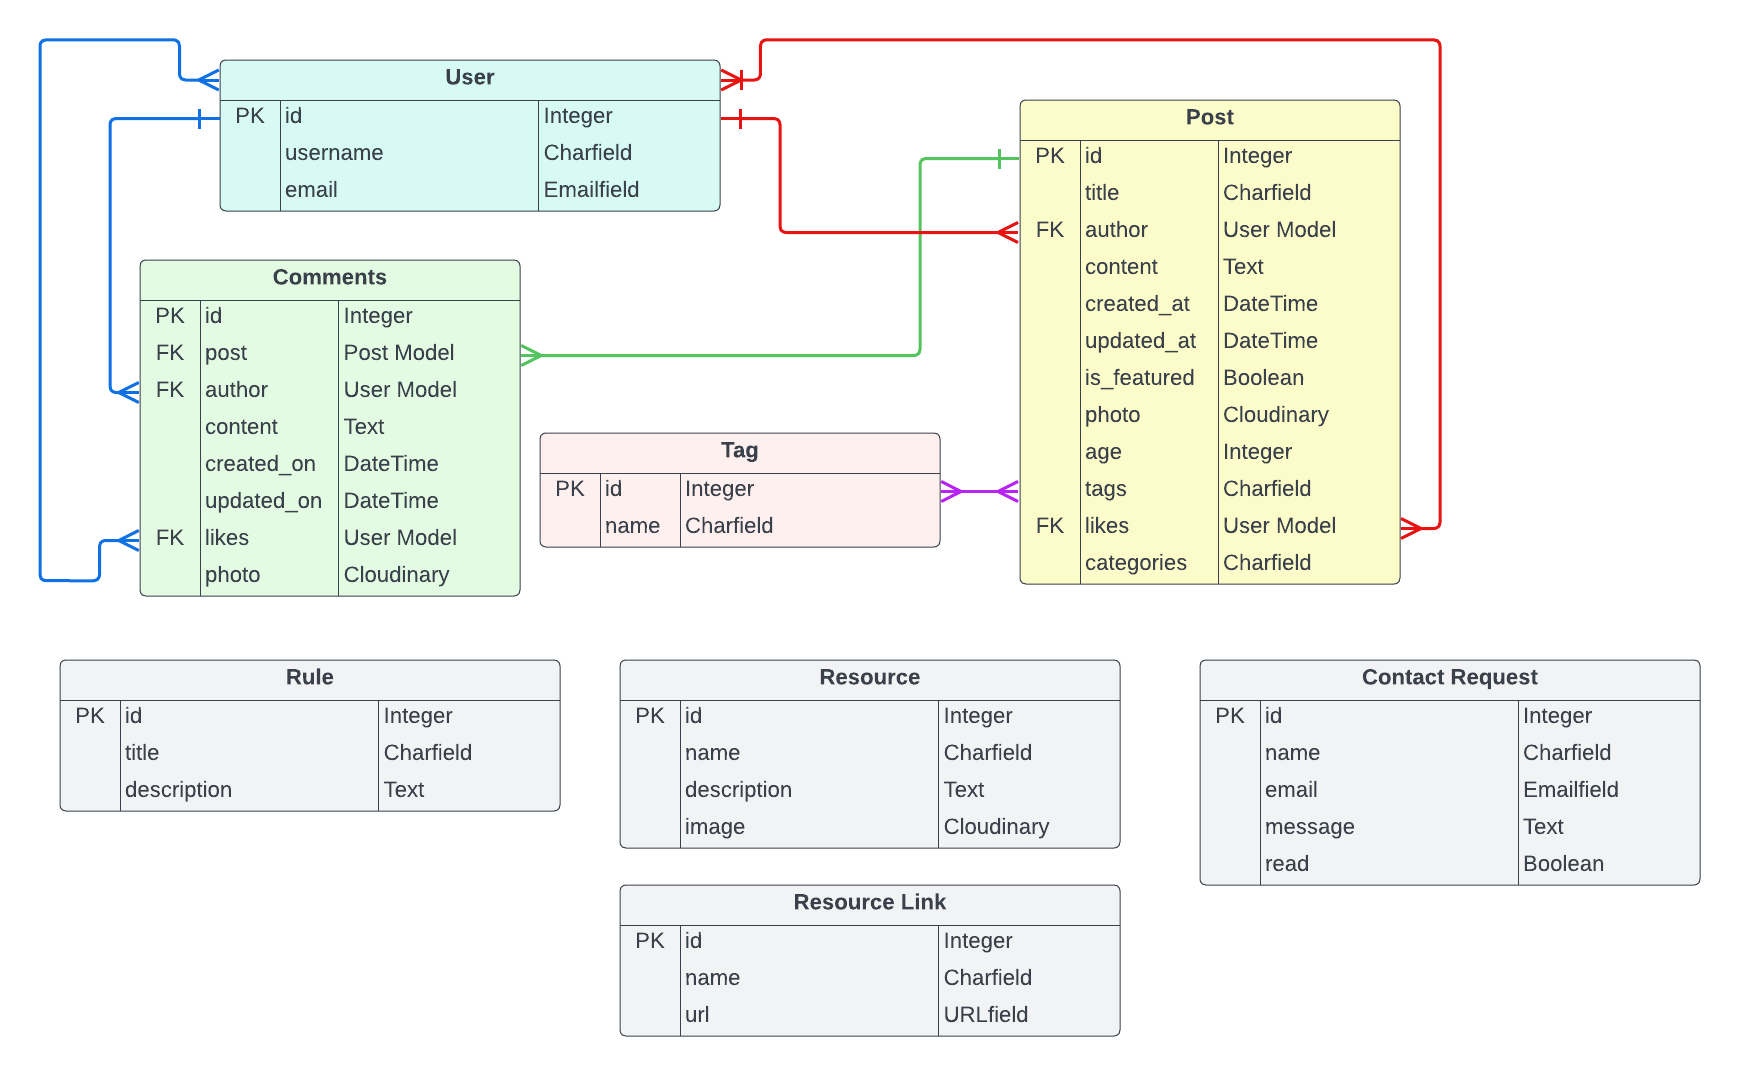 User
PK id Integer
username Charfield
email Emailfield
Post
PK id Integer
title Charfield
FK author User Model
content Text
created_at DateTime
updated_at DateTime
is_featured Boolean
photo Cloudinary
age Integer
tags Charfield
FK likes User Model
categories Charfield
Comments
PK id Integer
FK post Post Model
FK author User Model
content Text
created_on DateTime
updated_on DateTime
FK likes User Model
photo Cloudinary
Tag
PK id Integer
name Charfield
Rule
PK id Integer
title Charfield
description Text
Resource
PK id Integer
name Charfield
description Text
image Cloudinary
Contact Request
PK id Integer
name Charfield
email Emailfield
message Text
read Boolean
Resource Link
PK id Integer
name Charfield
url URLfield